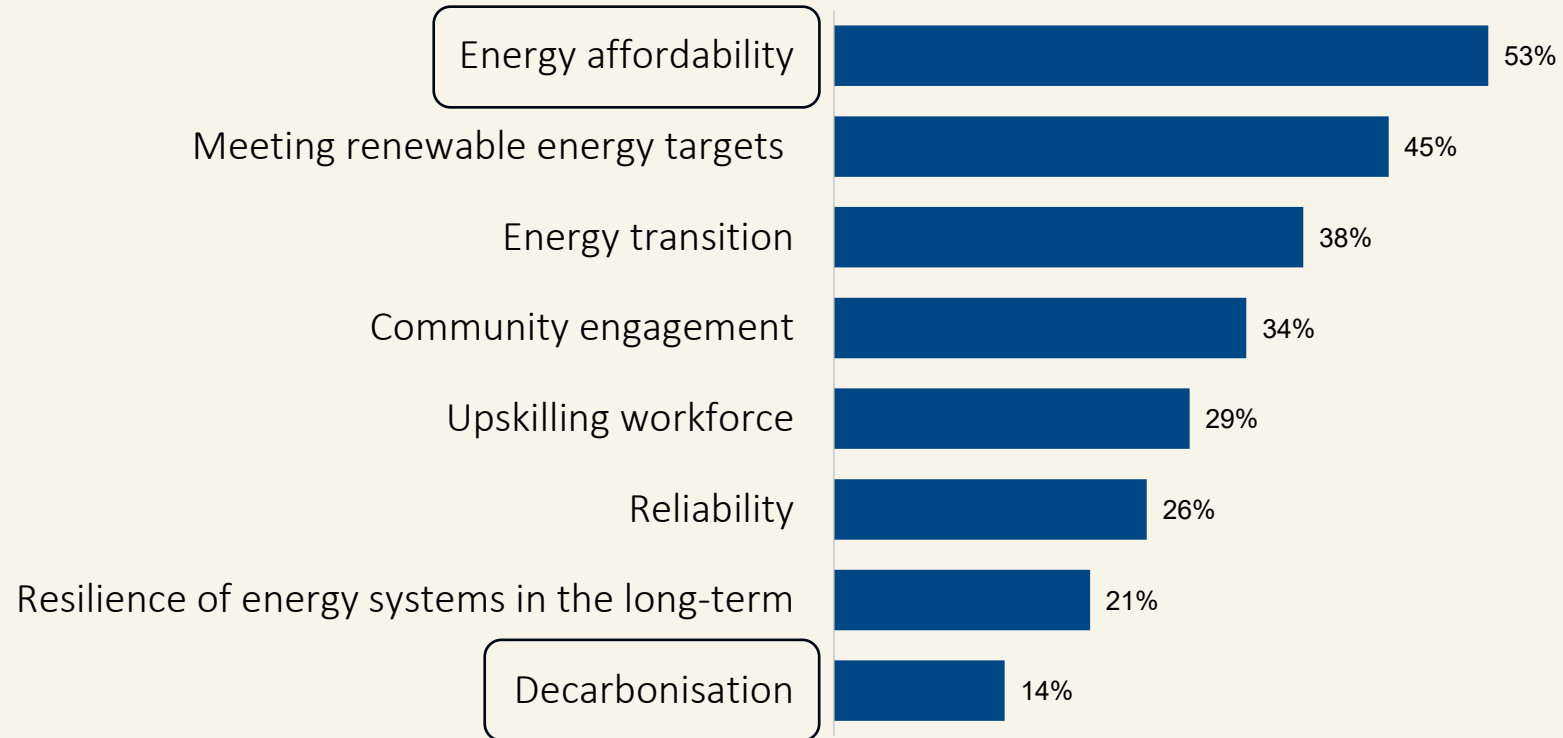 Energy affordability 53%
Meeting renewable energy targets 45%
Energy transition 38%
Community engagement 34%
Upskilling workforce 29%
Reliability 26%
Resilience of energy systems in the long-term 21%
Decarbonisation 14%